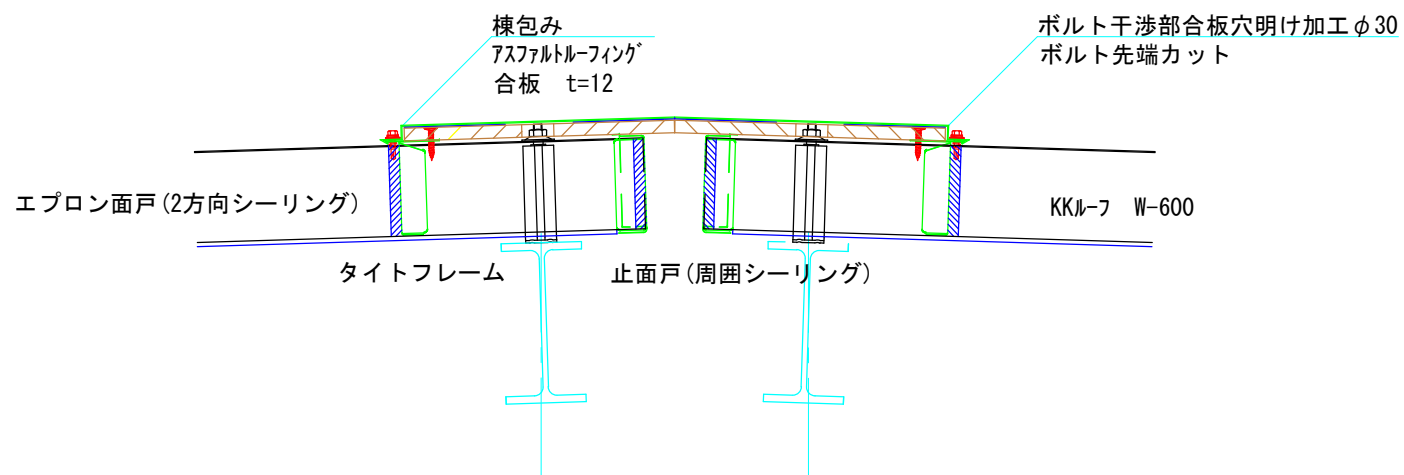 棟包み
ｱｽﾌｧﾙﾄﾙｰﾌｨﾝｸﾞ
合板　t=12
ボルト干渉部合板穴明け加工φ30
ボルト先端カット
エプロン面戸(2方向シーリング)
KKﾙｰﾌ　W-600
タイトフレーム
止面戸(周囲シーリング)